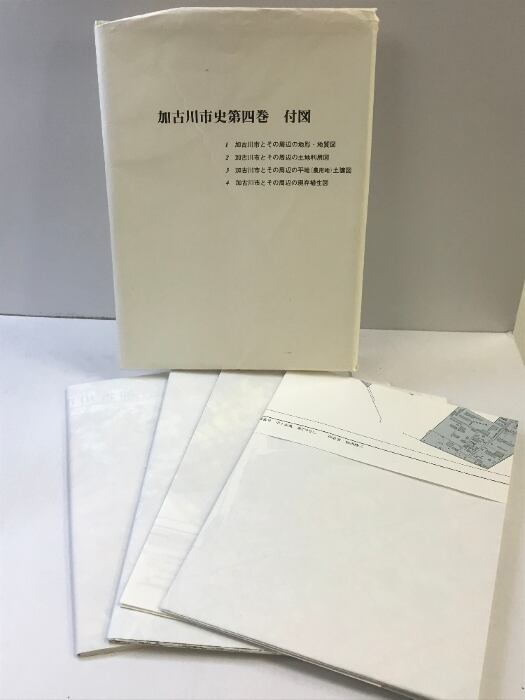 加古川市史第四巻 付図
1 加古川市とその周辺の地形・地質図
2 加古川市とその周辺の土地利用図
3 加古川市とその周辺の平地(農用地)土壌図
4 加古川市とその周辺の現存植生図